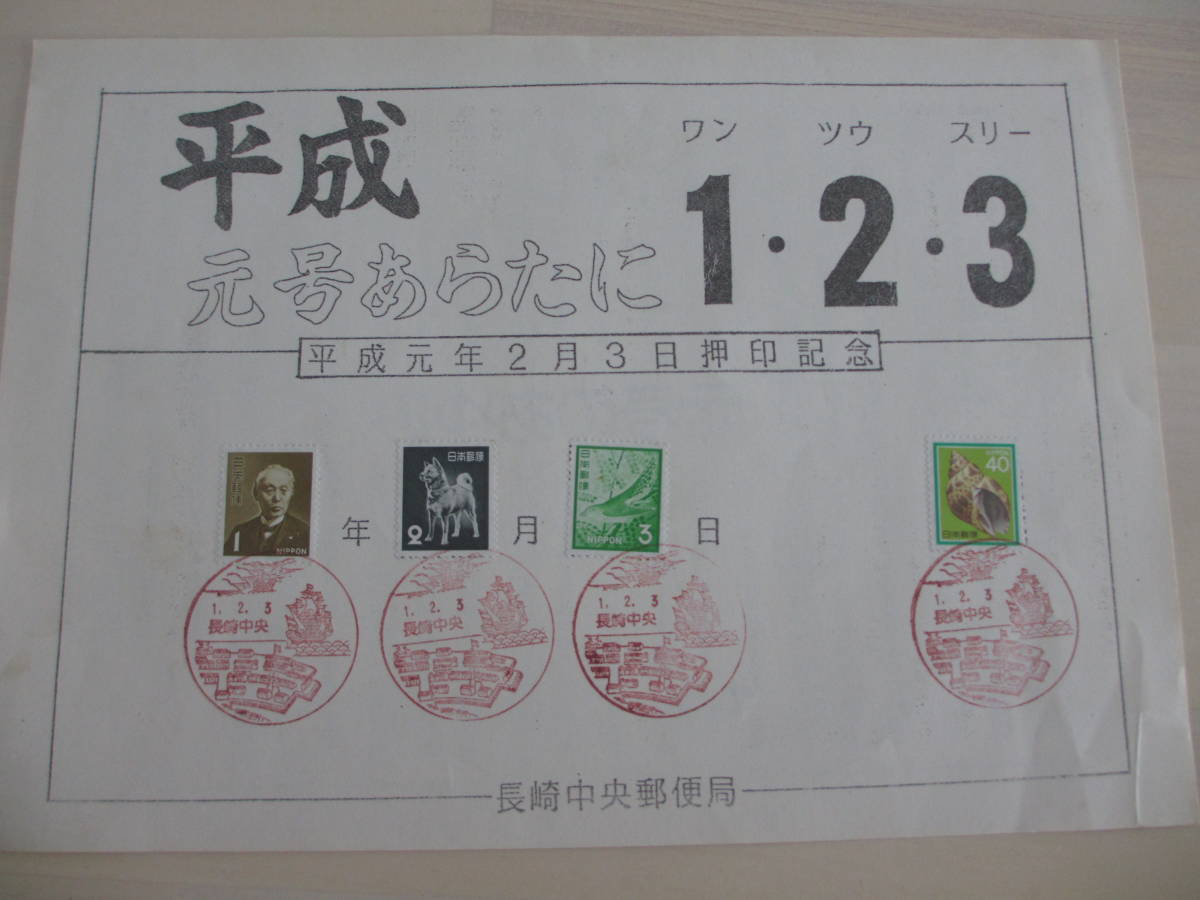 平成
ワン ツウ スリー
1・2・3
元号あらたに
平成元年2月3日押印記念
日本郵便
1
NIPPON
年
日本郵便
2
月
日本郵便
NIPPON 3
日
NIPPON
40
日本郵便
1. 2. 3
長崎中央
1. 2. 3
長崎中央
1. 2. 3
長崎中央
1. 2. 3
長崎中央
長崎中央郵便局